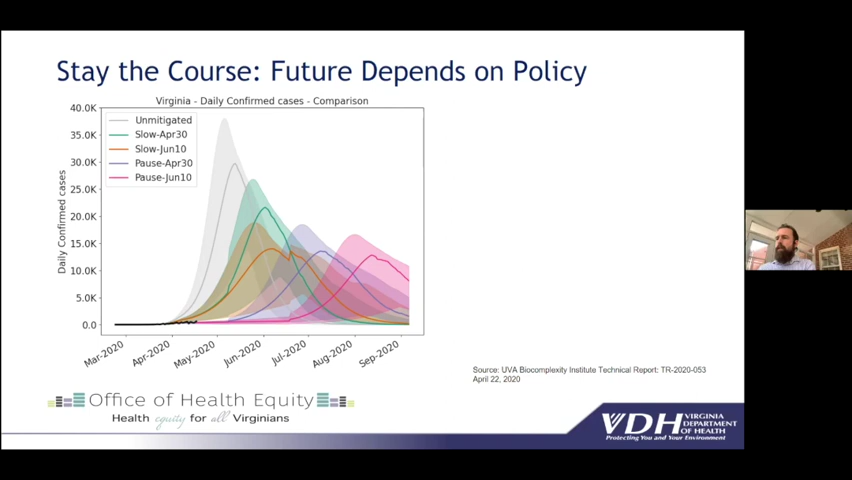 Stay the Course: Future Depends on Policy
Virginia - Daily Confirmed cases - Comparison
40.0K
35.0K
30.0K
25.0K
20.0K
15.0K
10.0K
5.0K
0.0
Daily Confirmed cases
Unmitigated
Slow-Apr30
Slow-Jun10
Pause-Apr30
Pause-Jun10
Mar-2020
Apr-2020
May-2020
Jun-2020
Jul-2020
Aug-2020
Sep-2020
Source: UVA Biocomplexity Institute Technical Report: TR-2020-053
April 22, 2020
Office of Health Equity
Health equity for all Virginians
VDH VIRGINIA
DEPARTMENT
OF HEALTH
Protecting You and Your Environment